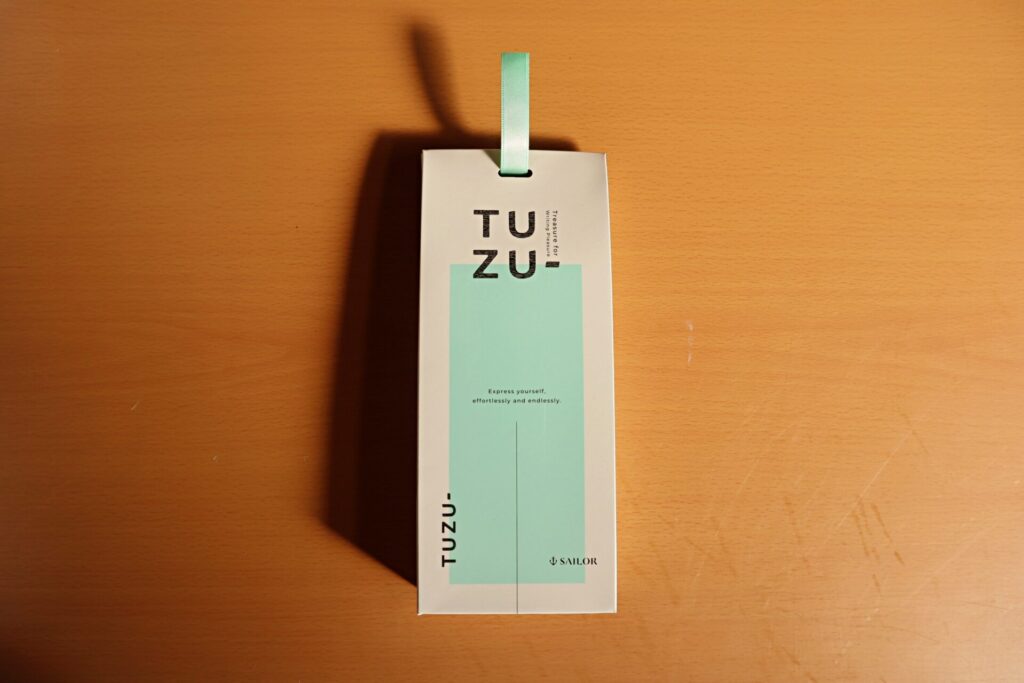 TU
ZU-
Treasure for
Writing Pleasure
Express yourself,
effortlessly and endlessly.
TUZU-
SAILOR